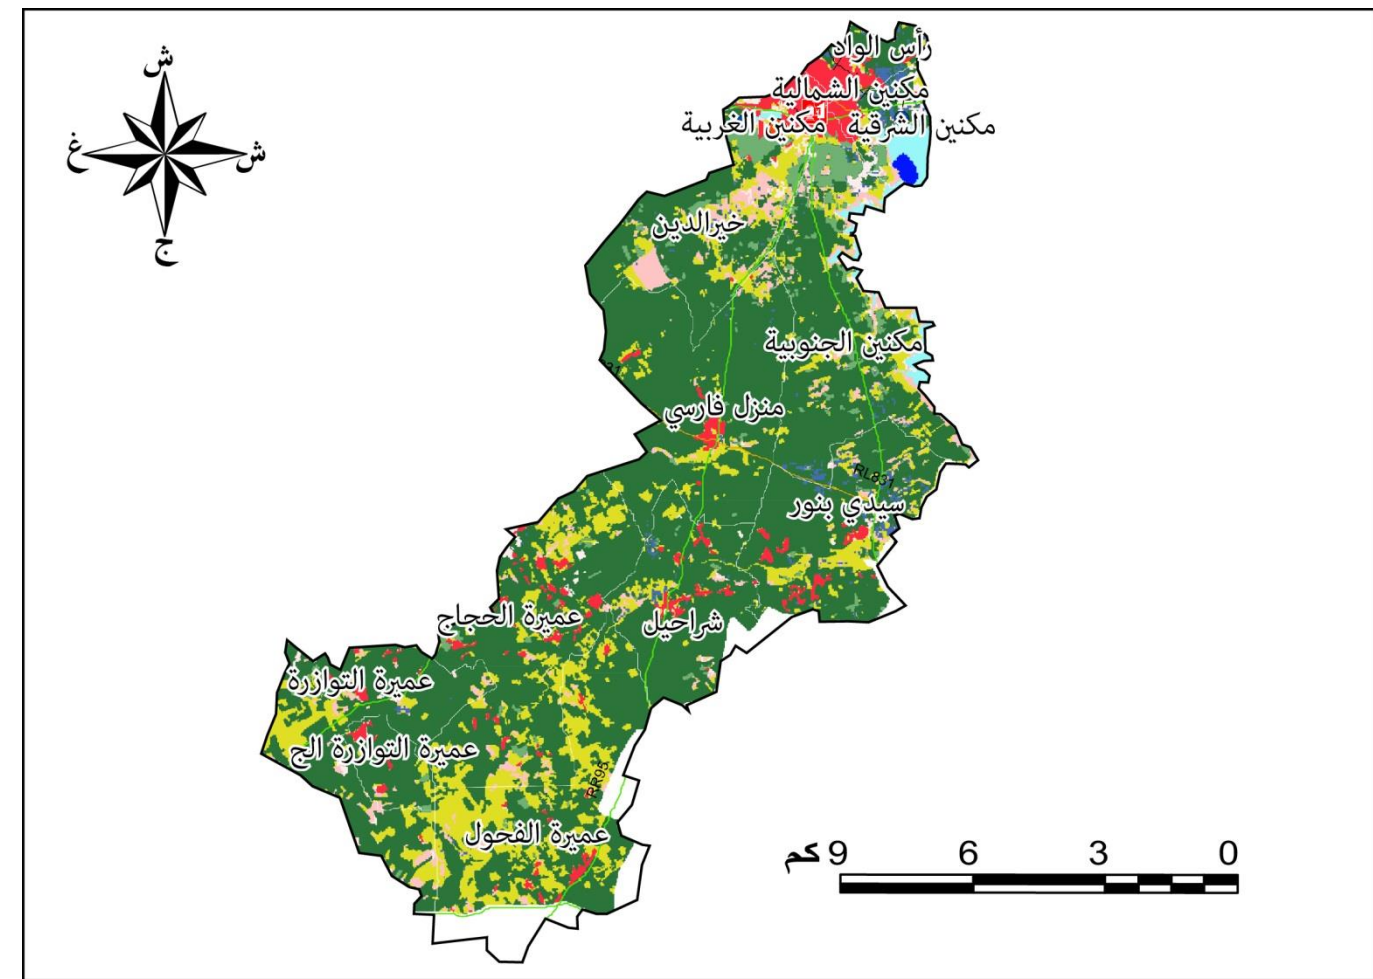 ش
غ
ش
ج
رأس الواد
مكنين الشمالية
مكنين الشرقية
مكنين الغربية
خيرالدين
مكنين الجنوبية
منزل فارسي
RL831
سيدي بنور
عميرة الحجاج
شراحيل
عميرة التوازرة
عميرة التوازرة الج
RR95
عميرة الفحول
كم 9 6 3 0